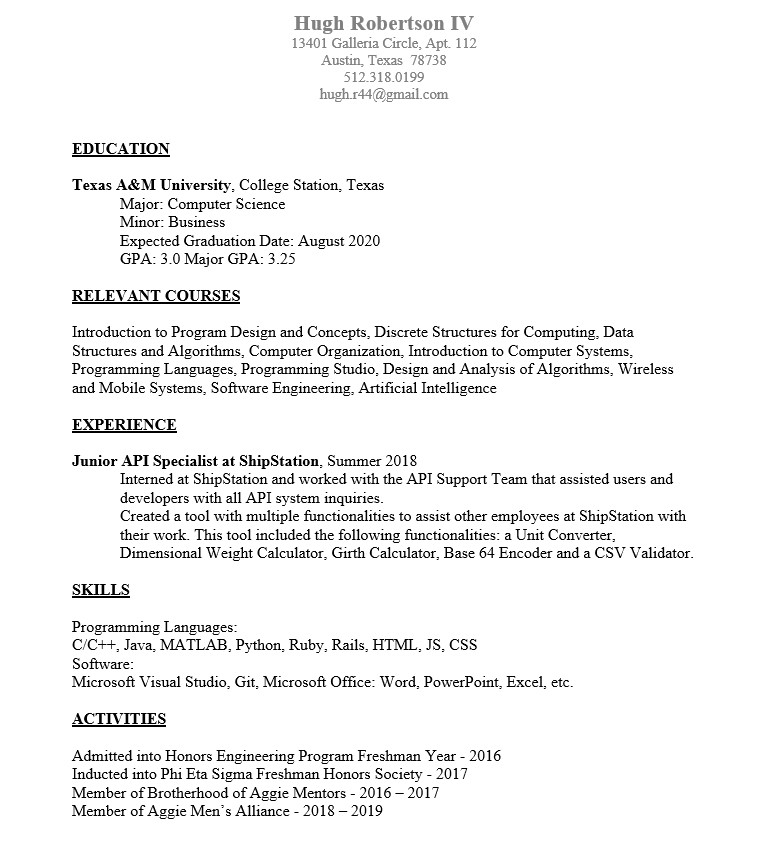 Hugh Robertson IV
13401 Galleria Circle, Apt. 112
Austin, Texas  78738
512.318.0199
hugh.r44@gmail.com
EDUCATION
Texas A&M University, College Station, Texas
Major: Computer Science
Minor: Business
Expected Graduation Date: August 2020
GPA: 3.0 Major GPA: 3.25
RELEVANT COURSES
Introduction to Program Design and Concepts, Discrete Structures for Computing, Data
Structures and Algorithms, Computer Organization, Introduction to Computer Systems,
Programming Languages, Programming Studio, Design and Analysis of Algorithms, Wireless
and Mobile Systems, Software Engineering, Artificial Intelligence
EXPERIENCE
Junior API Specialist at ShipStation, Summer 2018
Interned at ShipStation and worked with the API Support Team that assisted users and
developers with all API system inquiries.
Created a tool with multiple functionalities to assist other employees at ShipStation with
their work. This tool included the following functionalities: a Unit Converter,
Dimensional Weight Calculator, Girth Calculator, Base 64 Encoder and a CSV Validator.
SKILLS
Programming Languages:
C/C++, Java, MATLAB, Python, Ruby, Rails, HTML, JS, CSS
Software:
Microsoft Visual Studio, Git, Microsoft Office: Word, PowerPoint, Excel, etc.
ACTIVITIES
Admitted into Honors Engineering Program Freshman Year - 2016
Inducted into Phi Eta Sigma Freshman Honors Society - 2017
Member of Brotherhood of Aggie Mentors - 2016 – 2017
Member of Aggie Men’s Alliance - 2018 – 2019